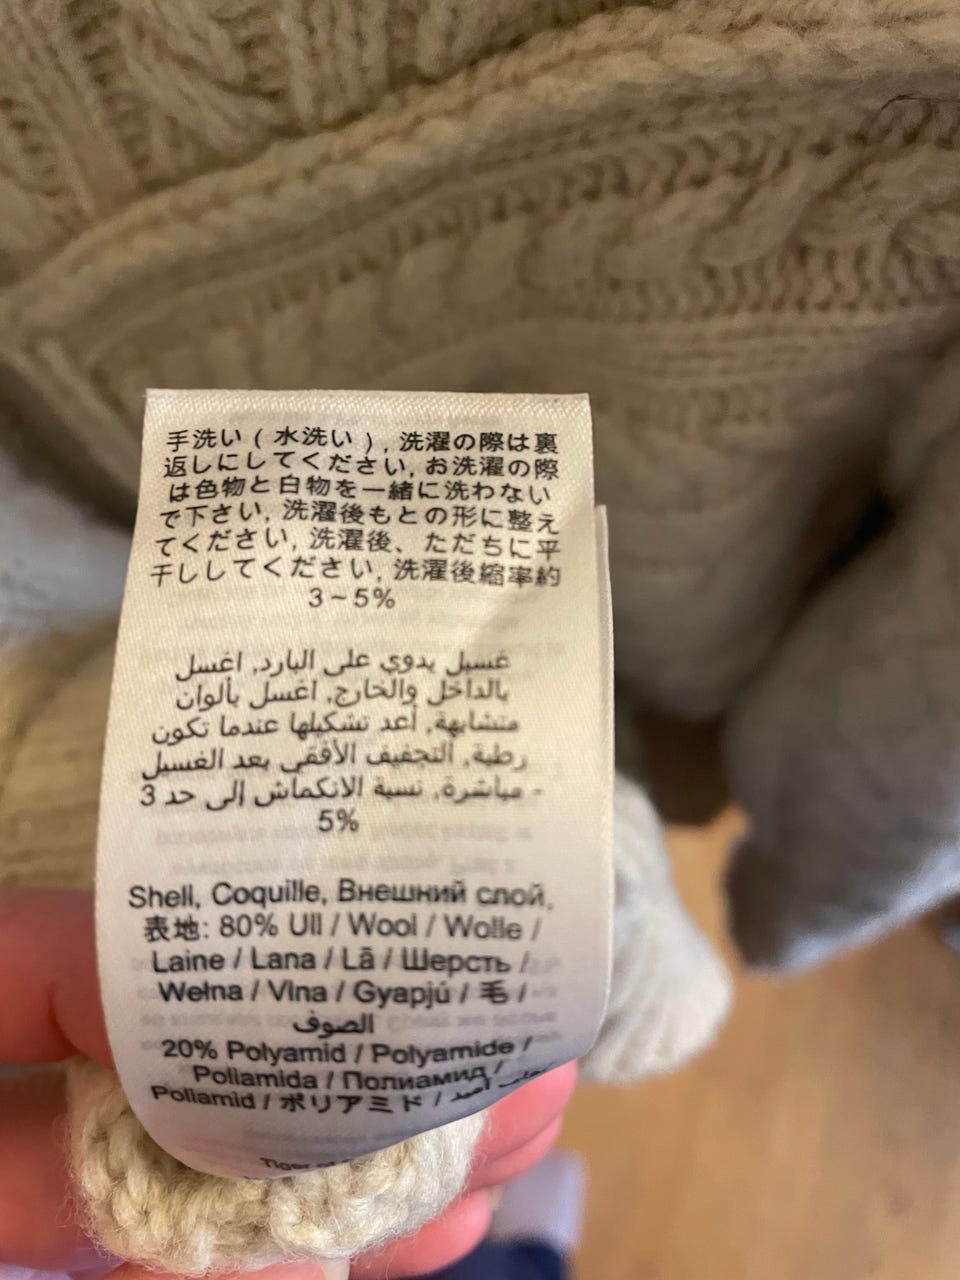 手洗い ( 水洗い ), 洗濯の際は裏
返しにしてください, お洗濯の際
は色物と白物を一緒に洗わない
で下さい, 洗濯後もとの形に整え
てください, 洗濯後、ただちに平
干ししてください, 洗濯後縮率約
3~5%
غسيل يدوي على البارد, اغسل
بالداخل والخارج, اغسل بألوان
متشابهة, أعد تشكيلها عندما تكون
رطبة, التجفيف الأفقي بعد الغسيل
مباشرة, نسبة الانكماش إلى حد 3 -
5%
Shell, Coquille, Внешний слой,
表地: 80% Ull / Wool / Wolle /
Laine / Lana / Lã / Шерсть /
Wełna / Vlna / Gyapjú / 毛 /
الصوف
20% Polyamid / Polyamide /
Poliamida / Полиамид /
Poliamid / ポリアミド /
Tiger of